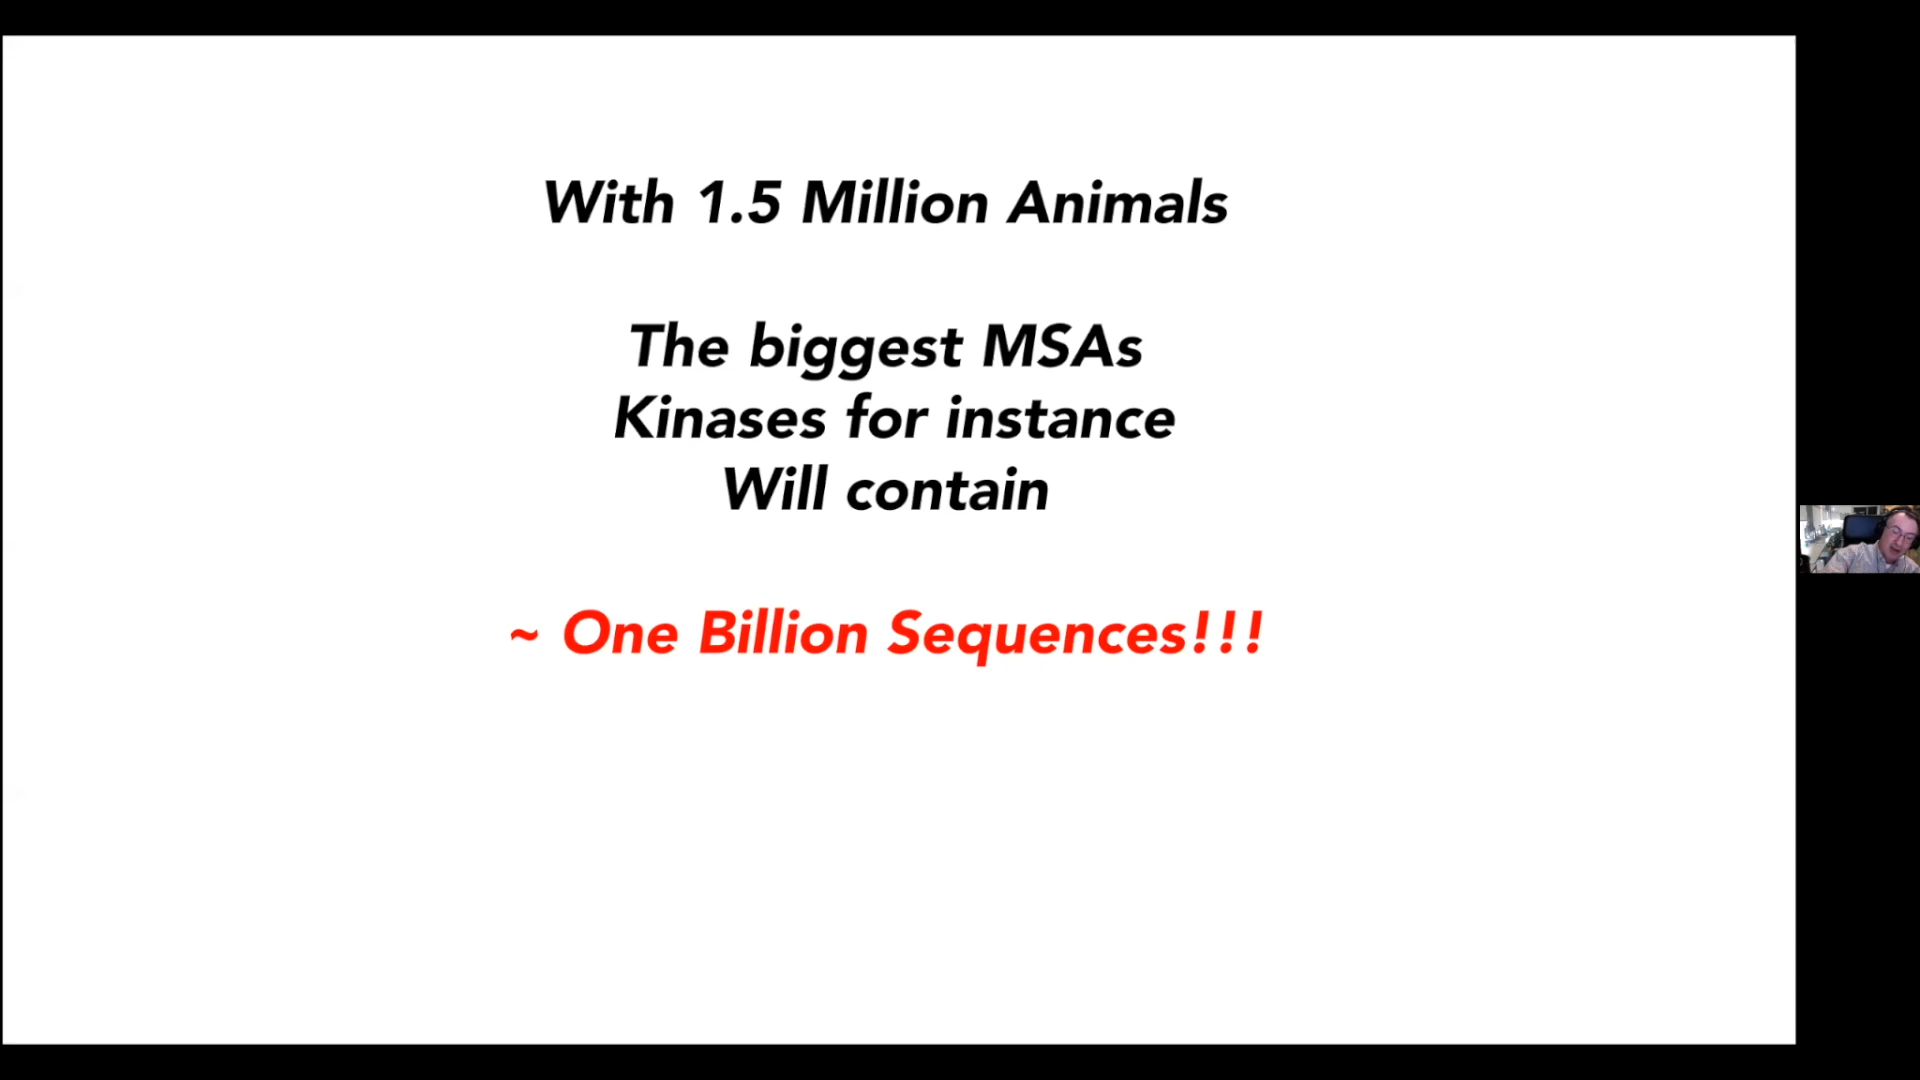 With 1.5 Million Animals
The biggest MSAs
Kinases for instance
Will contain
~ One Billion Sequences!!!